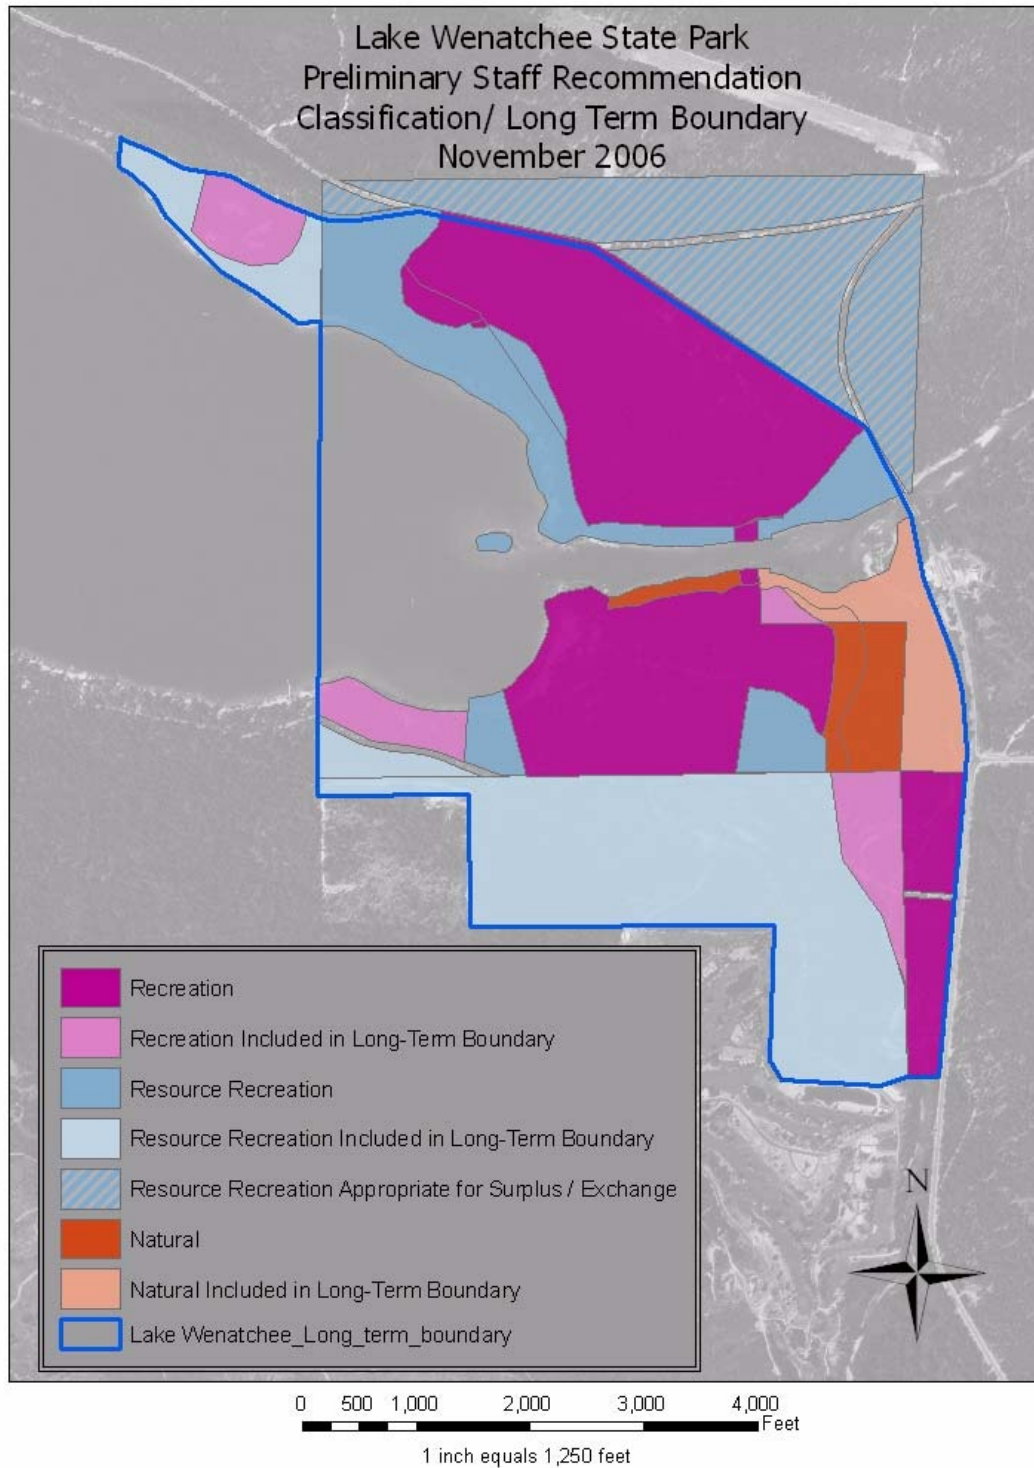 Lake Wenatchee State Park
Preliminary Staff Recommendation
Classification/ Long Term Boundary
November 2006
Recreation
Recreation Included in Long-Term Boundary
Resource Recreation
Resource Recreation Included in Long-Term Boundary
Resource Recreation Appropriate for Surplus / Exchange
Natural
Natural Included in Long-Term Boundary
Lake Wenatchee_Long_term_boundary
N
0 500 1,000 2,000 3,000 4,000
Feet
1 inch equals 1,250 feet